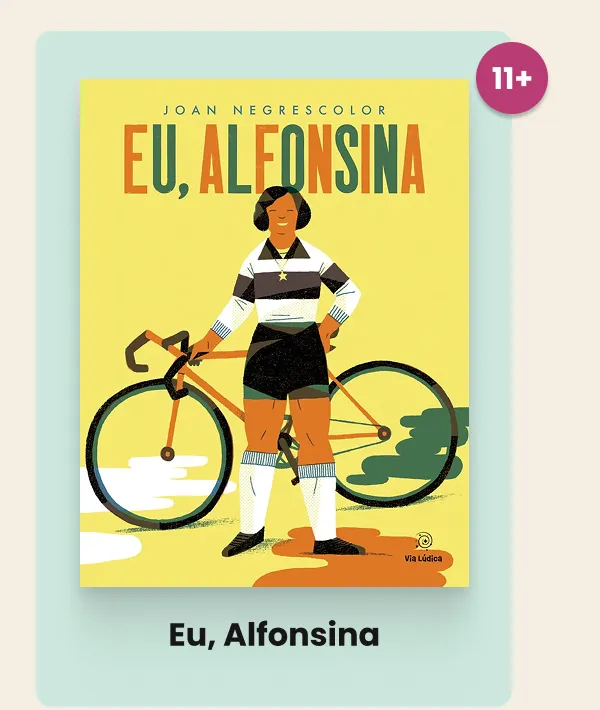 11+
JOAN NEGRESCOLOR
EU, ALFONSINA
Via Lúdica
Eu, Alfonsina